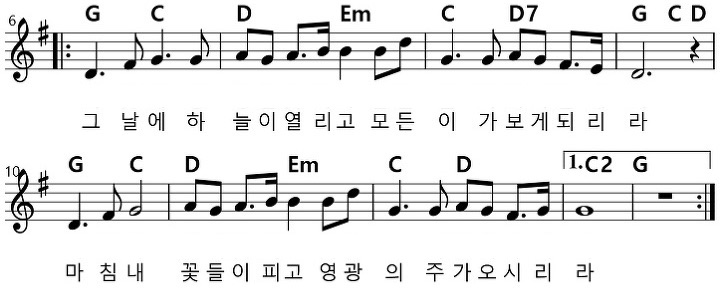 6 G C D Em C D7 G C D
그 날 에 하 늘 이 열 리 고 모 든 이 가 보 게 되 리 라
10 G C D Em C D 1. C2 G
마 침 내 꽃 들 이 피 고 영 광 의 주 가 오 시 리 라